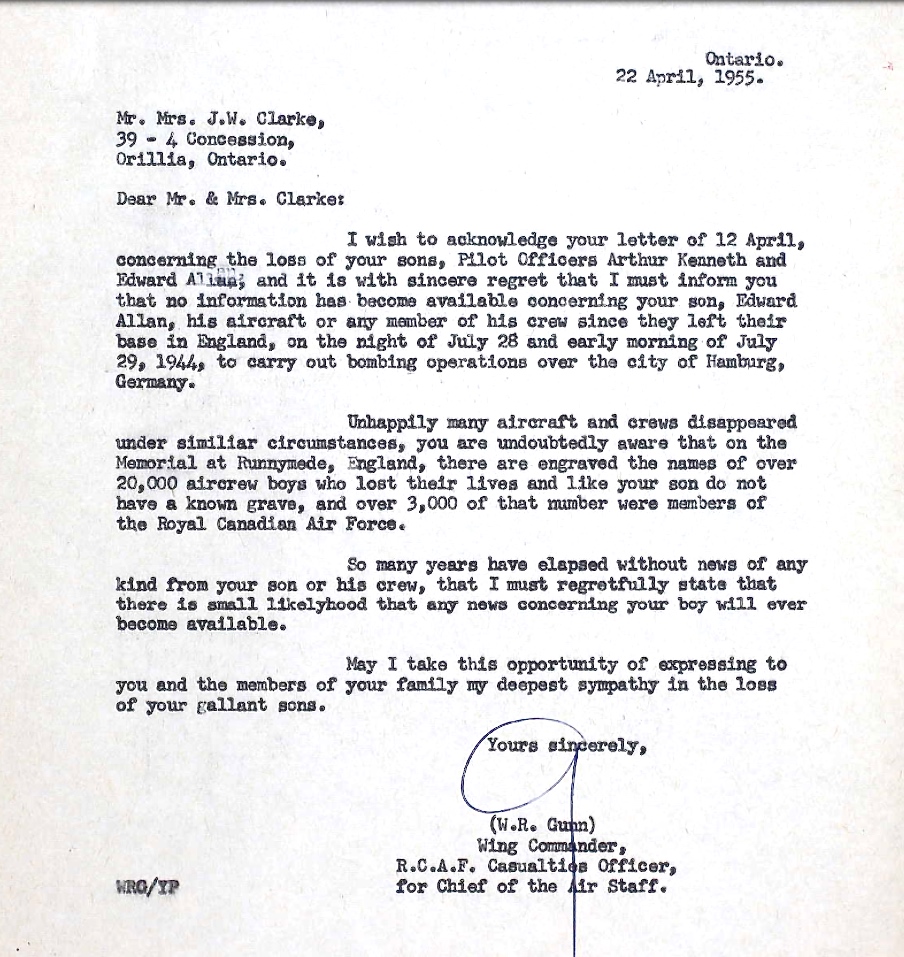 Ontario.
22 April, 1955.
Mr. Mrs. J.W. Clarke,
39 - 4 Concession,
Orillia, Ontario.
Dear Mr. & Mrs. Clarke:
I wish to acknowledge your letter of 12 April,
concerning the loss of your sons, Pilot Officers Arthur Kenneth and
Edward Allan; and it is with sincere regret that I must inform you
that no information has become available concerning your son, Edward
Allan, his aircraft or any member of his crew since they left their
base in England, on the night of July 28 and early morning of July
29, 1944, to carry out bombing operations over the city of Hamburg,
Germany.
Unhappily many aircraft and crews disappeared
under similiar circumstances, you are undoubtedly aware that on the
Memorial at Runnymede, England, there are engraved the names of over
20,000 aircrew boys who lost their lives and like your son do not
have a known grave, and over 3,000 of that number were members of
the Royal Canadian Air Force.
So many years have elapsed without news of any
kind from your son or his crew, that I must regretfully state that
there is small likelyhood that any news concerning your boy will ever
become available.
May I take this opportunity of expressing to
you and the members of your family my deepest sympathy in the loss
of your gallant sons.
Yours sincerely,
(W.R. Gunn)
Wing Commander,
R.C.A.F. Casualties Officer,
for Chief of the Air Staff.
WRG/YP